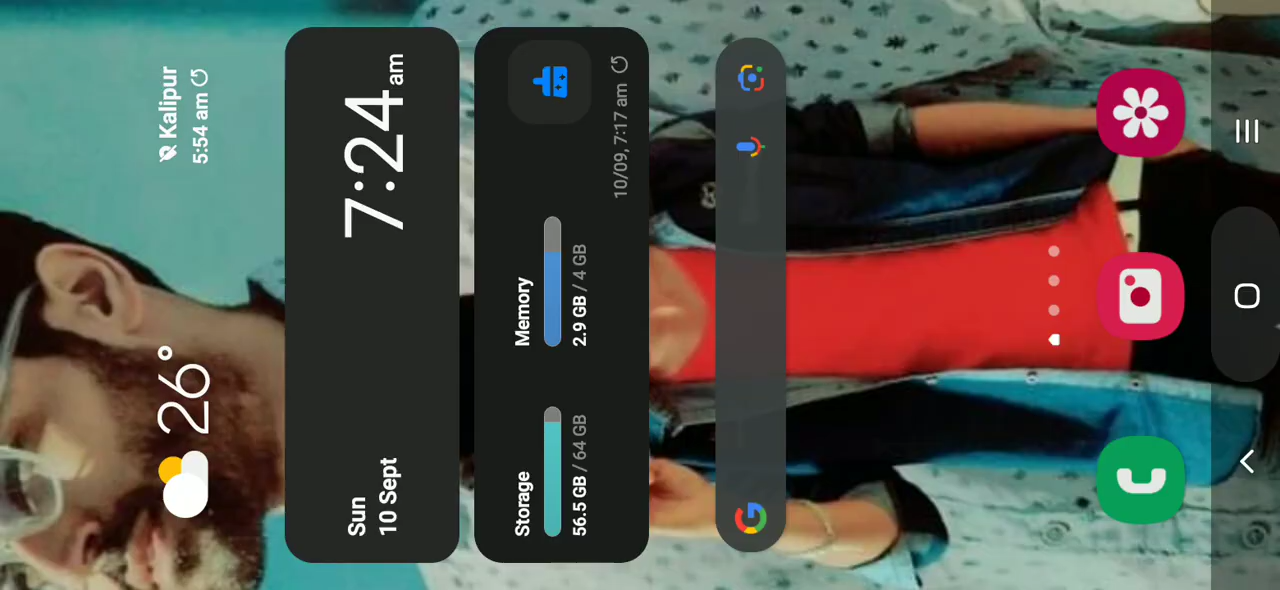 Kalipur
5:54 am
26°
7:24 am
Sun
10 Sept
Storage
56.5 GB / 64 GB
Memory
2.9 GB / 4 GB
10/09, 7:17 am